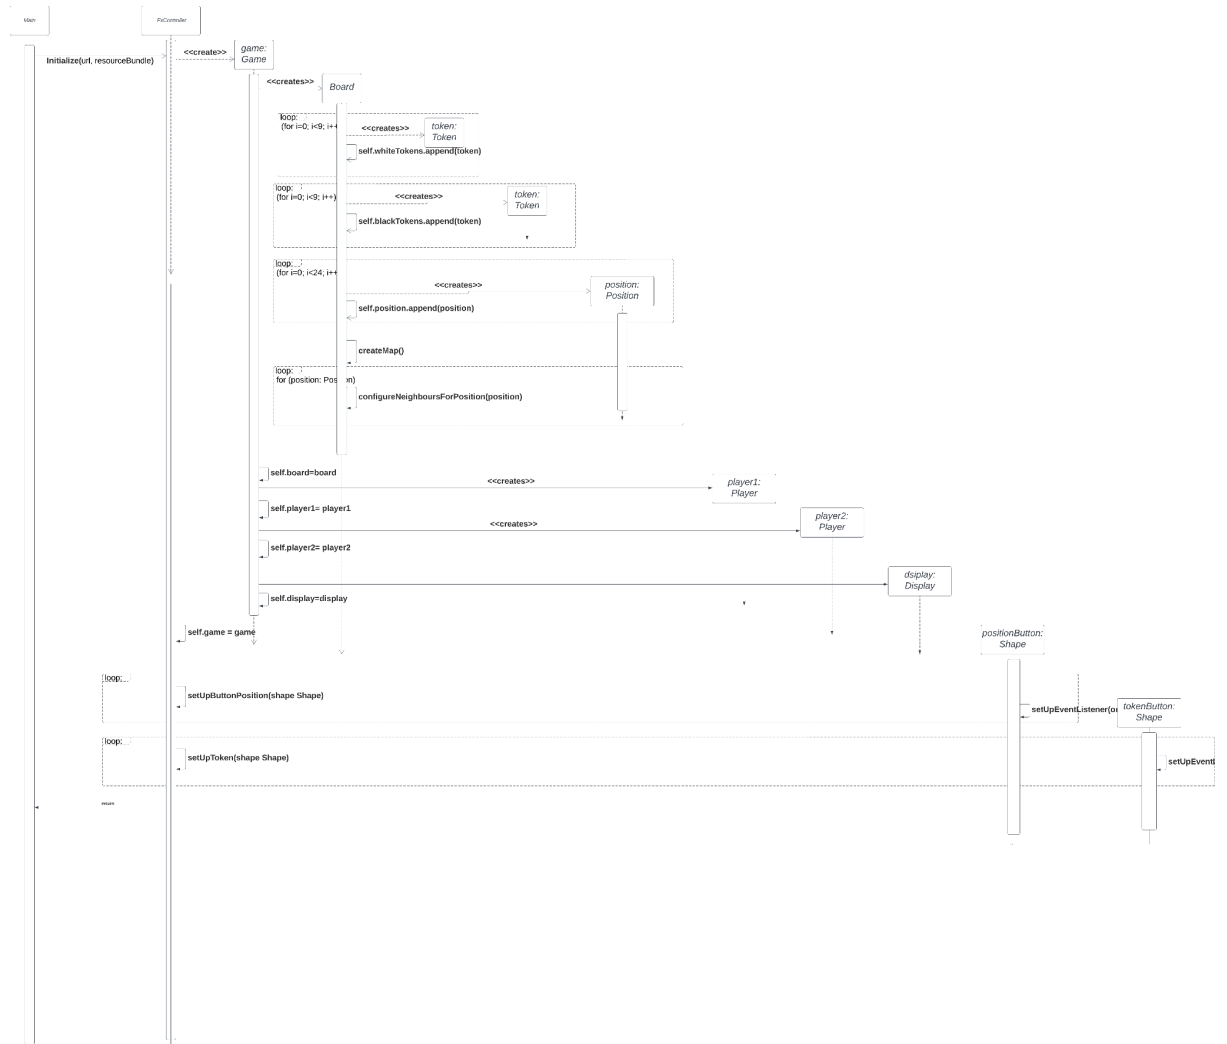 Main
FxController
game:
Game
<<create>>
Initialize(url, resourceBundle)
<<creates>>
Board
loop:
(for i=0; i<9; i++
<<creates>>
token:
Token
self.whiteTokens.append(token)
loop:
(for i=0; i<9; i++)
<<creates>>
token:
Token
self.blackTokens.append(token)
loop:
(for i=0; i<24; i++
<<creates>>
position:
Position
self.position.append(position)
createMap()
loop:
for (position: Position)
configureNeighboursForPosition(position)
self.board=board
<<creates>>
player1:
Player
self.player1= player1
<<creates>>
player2:
Player
self.player2= player2
dsiplay:
Display
self.display=display
self.game = game
positionButton:
Shape
loop:
setUpButtonPosition(shape Shape)
setUpEventListener(on
tokenButton:
Shape
loop:
setUpToken(shape Shape)
setUpEventL
return